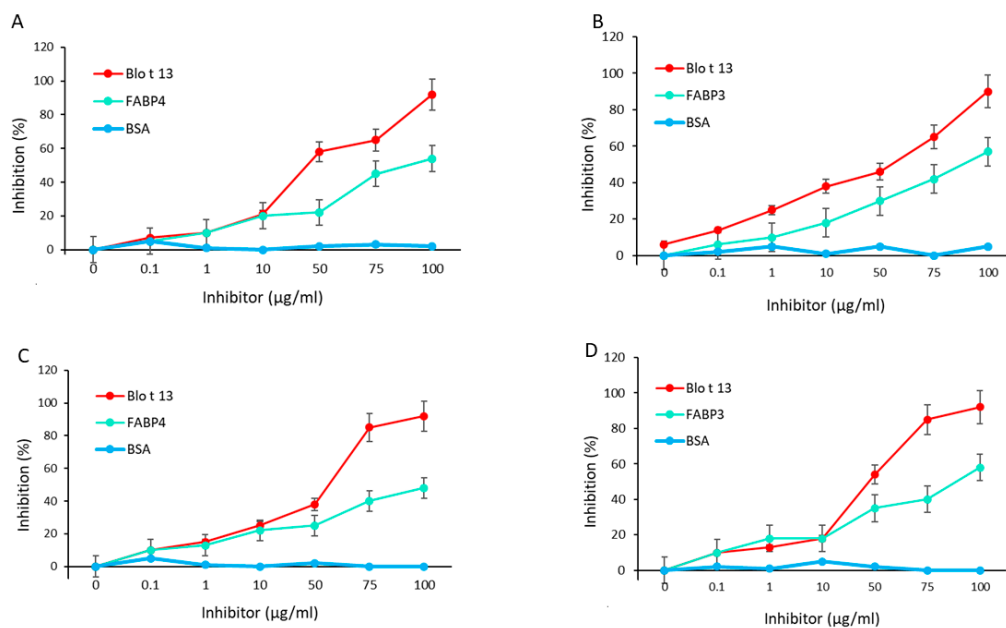 A
120
100
80
60
40
20
0
Inhibition (%)
Blo t 13
FABP4
BSA
0 0.1 1 10 50 75 100
Inhibitor (µg/ml)
B
120
100
80
60
40
20
0
Inhibition (%)
Blo t 13
FABP3
BSA
0 0.1 1 10 50 75 100
Inhibitor (µg/ml)
C
120
100
80
60
40
20
0
Inhibition (%)
Blo t 13
FABP4
BSA
0 0.1 1 10 50 75 100
Inhibitor (µg/ml)
D
120
100
80
60
40
20
0
Inhibition (%)
Blo t 13
FABP3
BSA
0 0.1 1 10 50 75 100
Inhibitor (µg/ml)